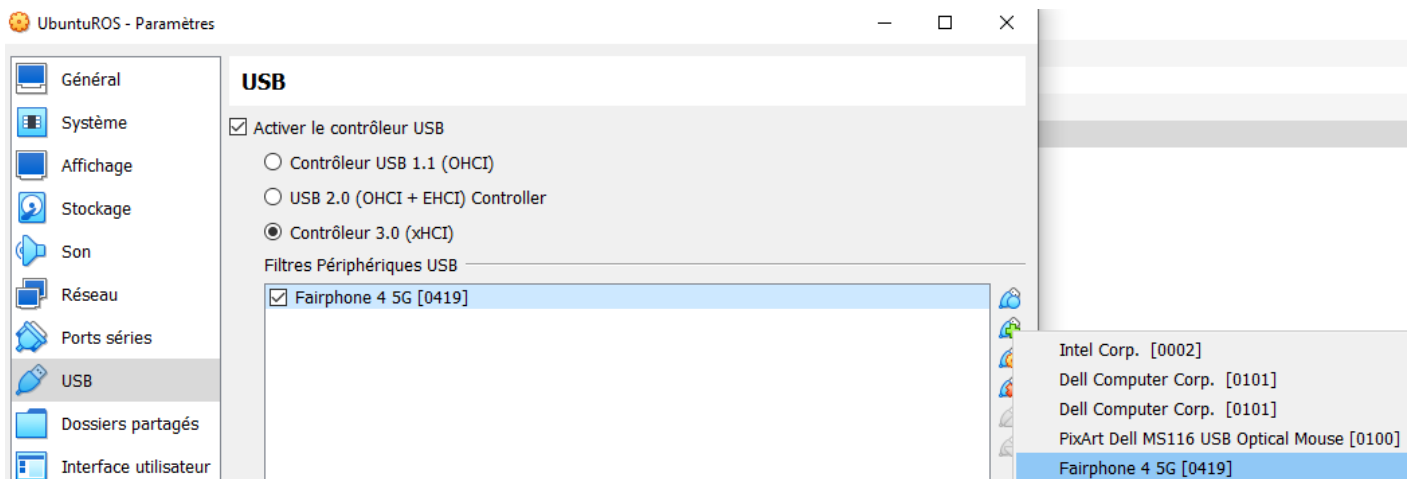 UbuntuROS - Paramètres
Général
Système
Affichage
Stockage
Son
Réseau
Ports séries
USB
Dossiers partagés
Interface utilisateur
USB
Activer le contrôleur USB
Contrôleur USB 1.1 (OHCI)
USB 2.0 (OHCI + EHCI) Controller
Contrôleur 3.0 (xHCI)
Filtres Périphériques USB
Fairphone 4 5G [0419]
Intel Corp. [0002]
Dell Computer Corp. [0101]
Dell Computer Corp. [0101]
PixArt Dell MS116 USB Optical Mouse [0100]
Fairphone 4 5G [0419]